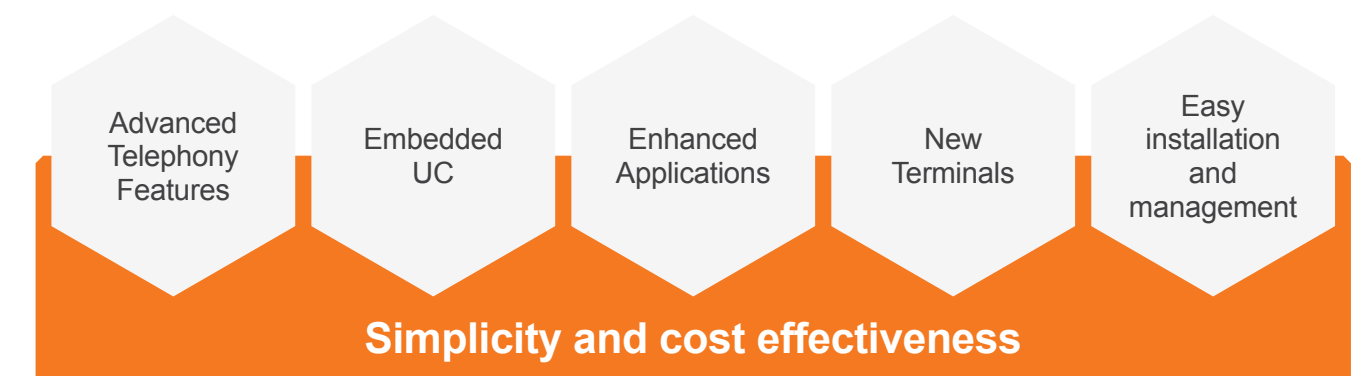 Advanced
Telephony
Features
Embedded
UC
Enhanced
Applications
New
Terminals
Easy
installation
and
management
Simplicity and cost effectiveness